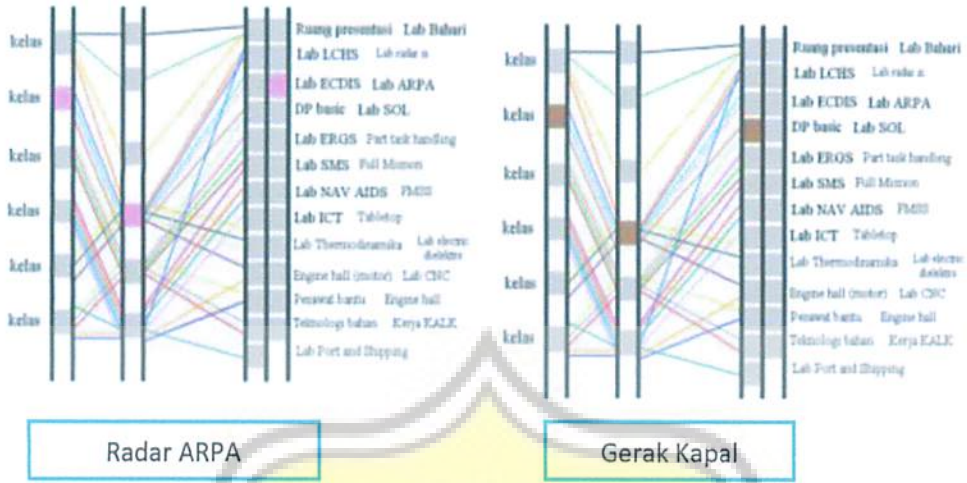 kelas
kelas
kelas
kelas
kelas
kelas
Ruang presentasi Lab Bahari
Lab LCHS Lab radar
Lab ECDIS Lab ARPA
DP basic Lab SOL
Lab ERGS Part task handling
Lab SMS Full Mission
Lab NAV AIDS FMSS
Lab ICT Tabletop
Lab Thermodinamika Lab electro
Engine hall (motor) Lab CNC
Pesawat bantu Engine hall
Teknologi bahan Kerja KALK
Lab Port and Shipping
Radar ARPA
kelas
kelas
kelas
kelas
kelas
kelas
Ruang presentasi Lab Bahari
Lab LCHS Lab radar
Lab ECDIS Lab ARPA
DP basic Lab SOL
Lab ERGS Part task handling
Lab SMS Full Mission
Lab NAV AIDS FMSS
Lab ICT Tabletop
Lab Thermodinamika Lab electro
Engine hall (motor) Lab CNC
Pesawat bantu Engine hall
Teknologi bahan Kerja KALK
Lab Port and Shipping
Gerak Kapal